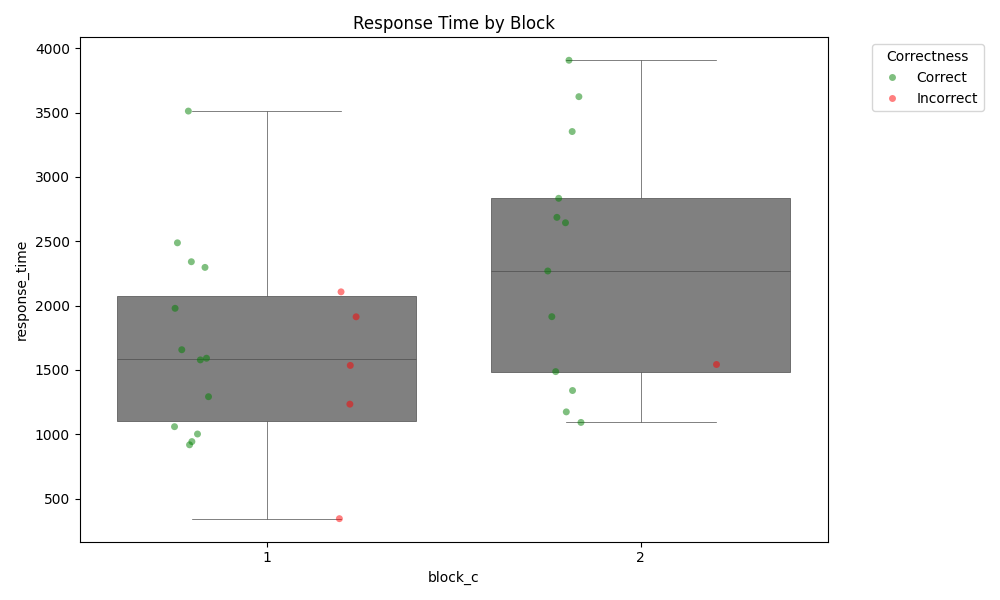 Response Time by Block
Correctness
Correct
Incorrect
response_time
4000
3500
3000
2500
2000
1500
1000
500
1
2
block_c